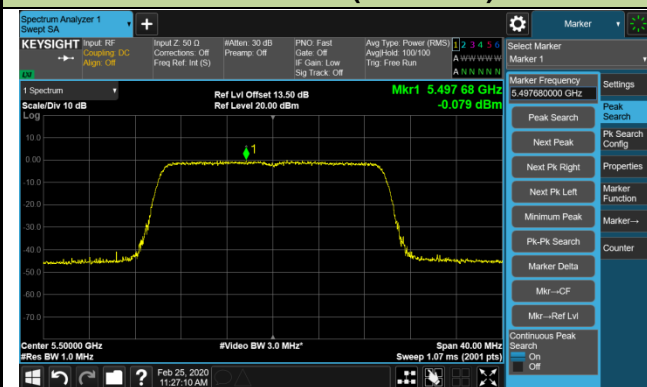 Spectrum Analyzer 1
Swept SA
Marker
KEYSIGHT
Input: RF
Coupling: DC
Align: Off
Input Z: 50 Ω
Corrections: Off
Freq Ref: Int (S)
#Atten: 30 dB
Preamp: Off
PNO: Fast
Gate: Off
IF Gain: Low
Sig Track: Off
Avg Type: Power (RMS)
Avg|Hold: 100/100
Trig: Free Run
1 2 3 4 5 6
A W W W W W
A N N N N N
Select Marker
Marker 1
1 Spectrum
Scale/Div 10 dB
Log
Ref Lvl Offset 13.50 dB
Ref Level 20.00 dBm
Mkr1 5.497 68 GHz
-0.079 dBm
1
10.0
0.00
-10.0
-20.0
-30.0
-40.0
-50.0
-60.0
-70.0
Center 5.50000 GHz
#Res BW 1.0 MHz
#Video BW 3.0 MHz*
Span 40.00 MHz
Sweep 1.07 ms (2001 pts)
Marker Frequency
5.497680000 GHz
Peak Search
Next Peak
Next Pk Right
Next Pk Left
Minimum Peak
Pk-Pk Search
Marker Delta
Mkr→CF
Mkr→Ref Lvl
Continuous Peak
Search
On
Off
Settings
Peak
Search
Pk Search
Config
Properties
Marker
Function
Marker→
Counter
Feb 25, 2020
11:27:10 AM